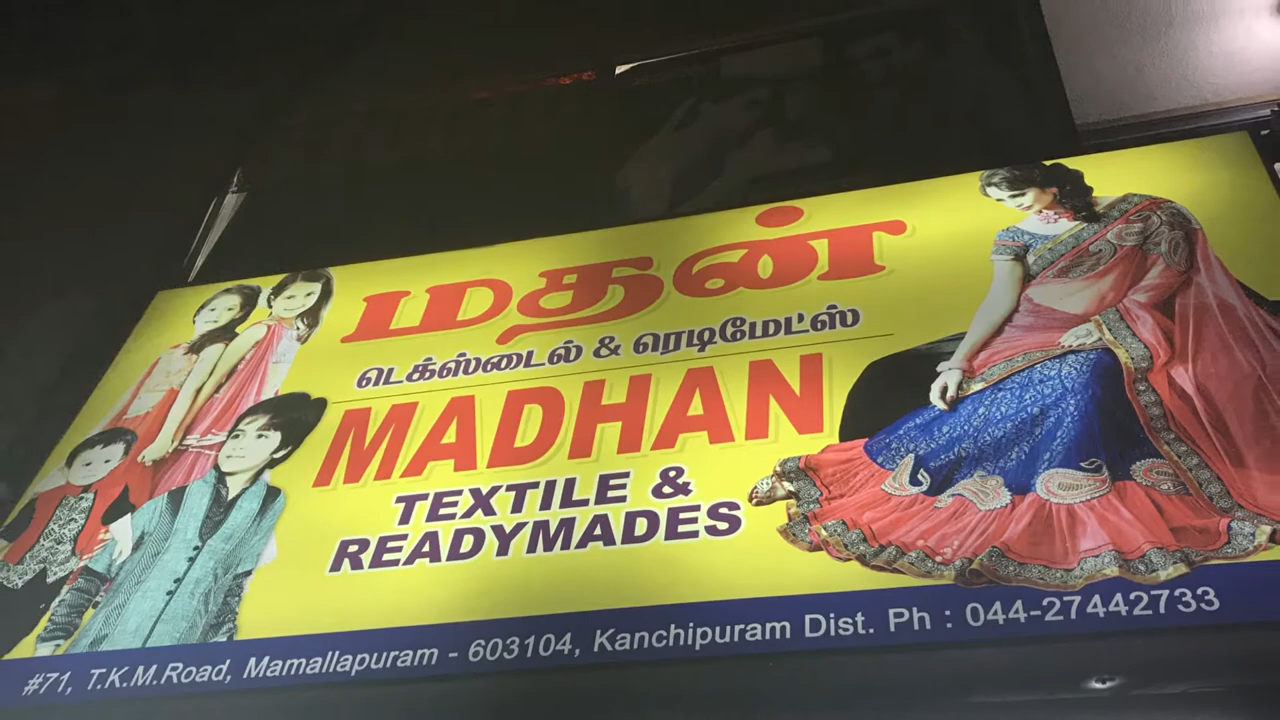 மதன்
டெக்ஸ்டைல் & ரெடிமேட்ஸ்
MADHAN
TEXTILE &
READYMADES
#71, T.K.M.Road, Mamallapuram - 603104, Kanchipuram Dist. Ph : 044-27442733